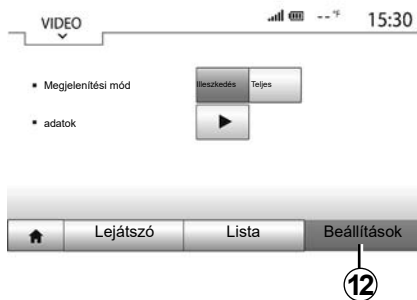 VIDEO --°F 15:30
▪ Megjelenítési mód Illeszkedés Teljes
▪ adatok
Lejátszó Lista Beállítások
12